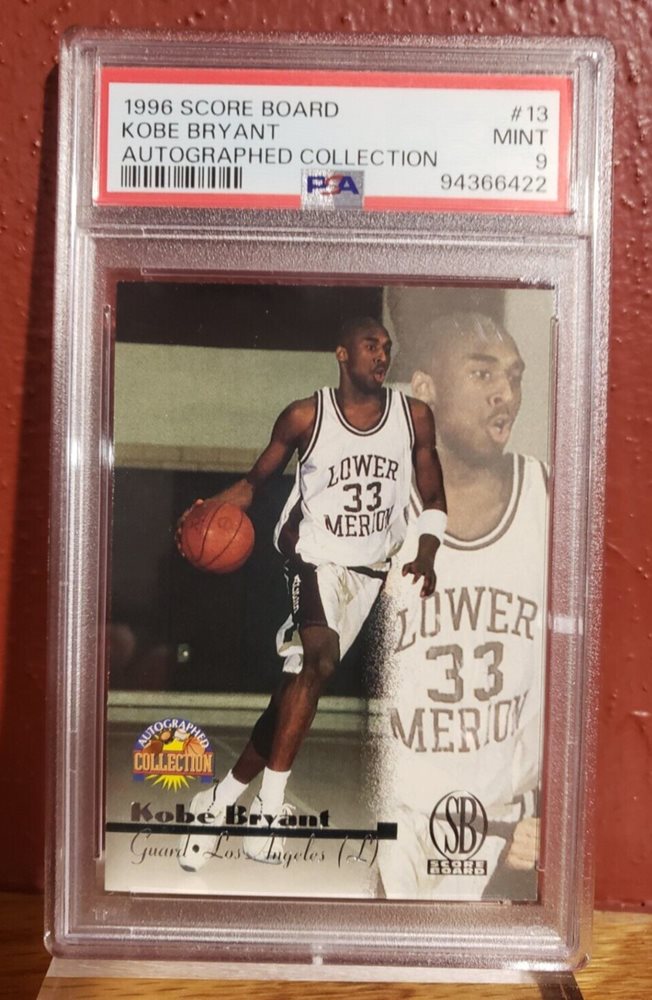 1996 SCORE BOARD #13
KOBE BRYANT MINT
AUTOGRAPHED COLLECTION 9
PSA 94366422
LOWER
33
MERION
LOWER
33
MERION
AUTOGRAPHED
COLLECTION
Kobe Bryant
Guard • Los Angeles (L)
SB
SCORE
BOARD